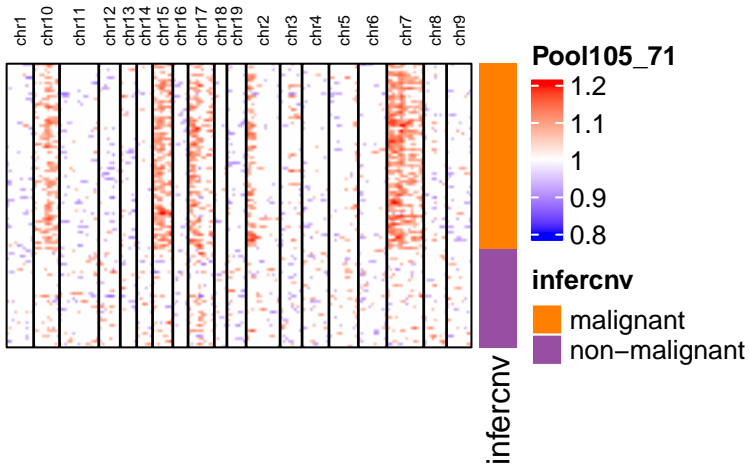 chr1
chr10
chr11
chr12
chr13
chr14
chr15
chr16
chr17
chr18
chr19
chr2
chr3
chr4
chr5
chr6
chr7
chr8
chr9
Pool105_71
1.2
1.1
1
0.9
0.8
infercnv
malignant
non−malignant
infercnv